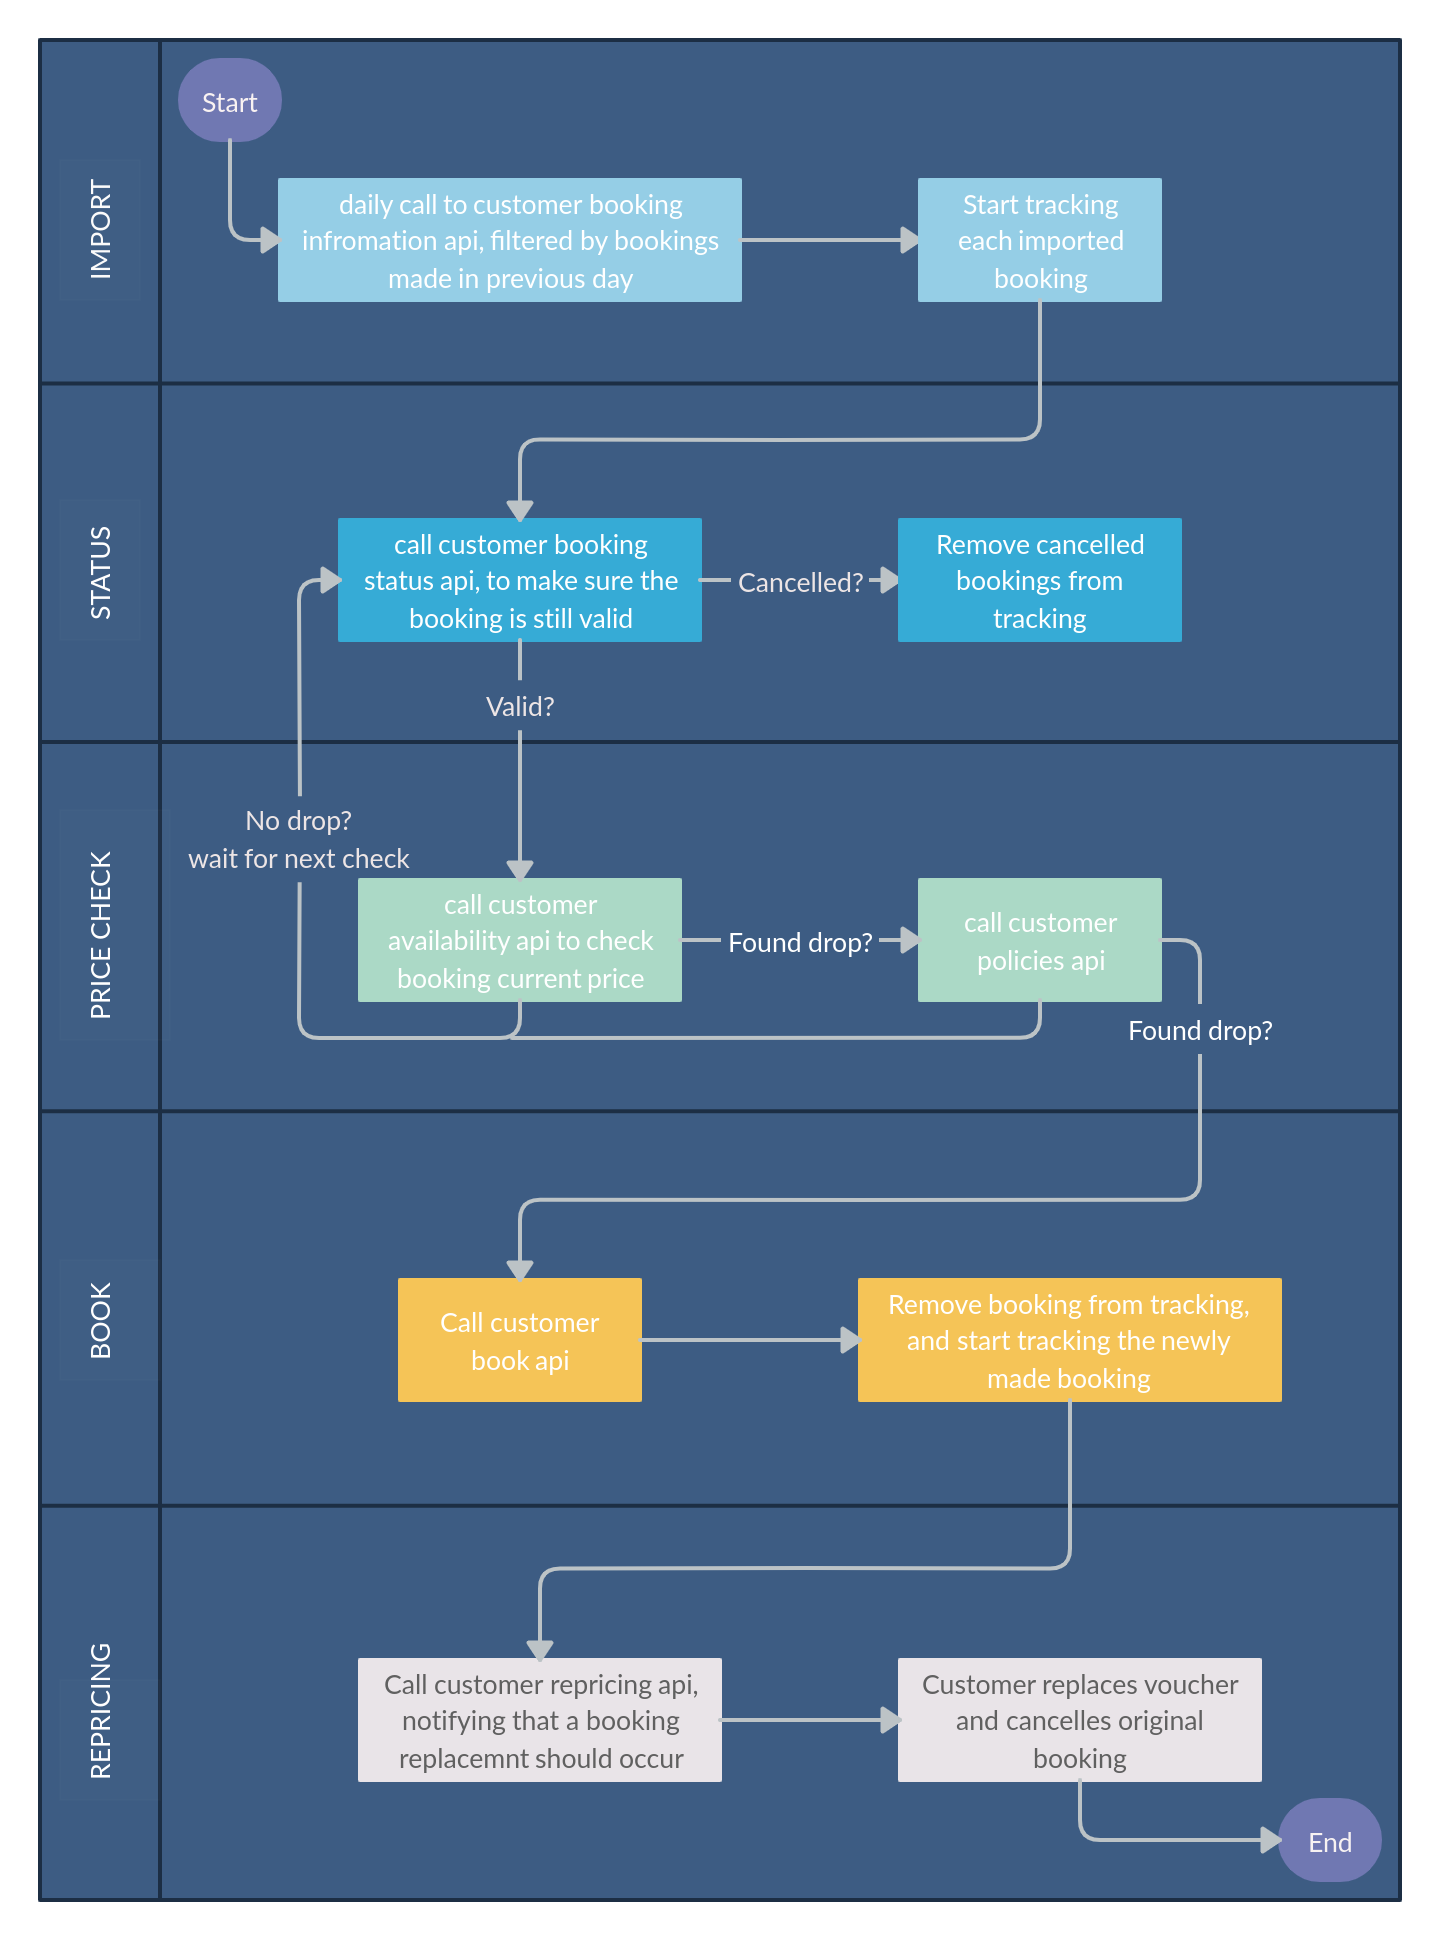 IMPORT
Start
daily call to customer booking
infromation api, filtered by bookings
made in previous day
Start tracking
each imported
booking
STATUS
call customer booking
status api, to make sure the
booking is still valid
Cancelled?
Remove cancelled
bookings from
tracking
Valid?
PRICE CHECK
No drop?
wait for next check
call customer
availability api to check
booking current price
Found drop?
call customer
policies api
Found drop?
BOOK
Call customer
book api
Remove booking from tracking,
and start tracking the newly
made booking
REPRICING
Call customer repricing api,
notifying that a booking
replacemnt should occur
Customer replaces voucher
and cancelles original
booking
End